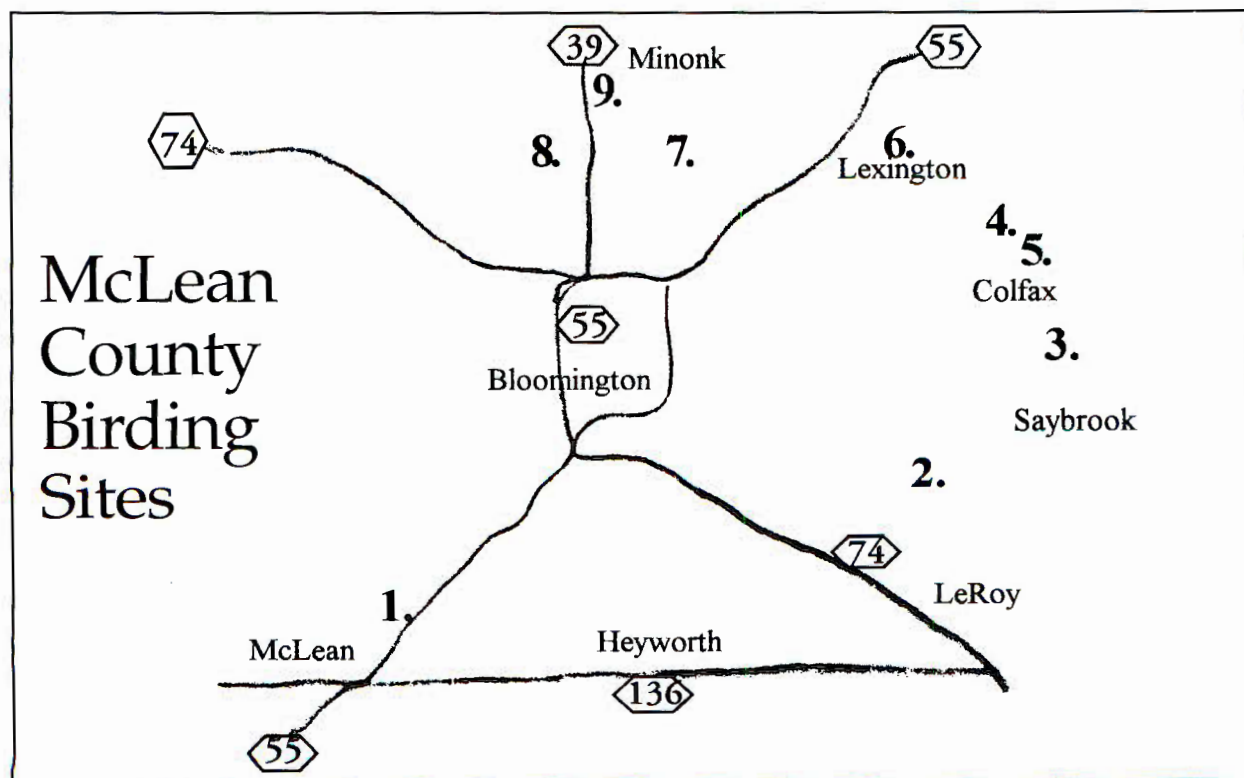 39
Minonk
55
9.
74
8.
7.
6.
Lexington
4.
5.
McLean
County
Birding
Sites
Colfax
55
3.
Bloomington
Saybrook
2.
74
LeRoy
1.
McLean
Heyworth
136
55